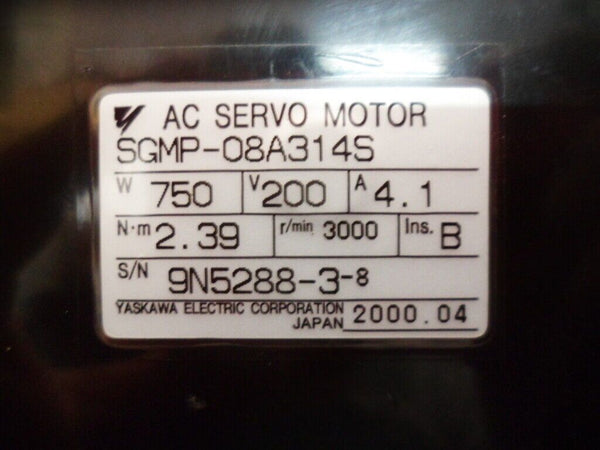 AC SERVO MOTOR
SGMP-08A314S
W 750 V 200 A 4.1
N·m 2.39 r/min 3000 Ins. B
S/N 9N5288-3-8
YASKAWA ELECTRIC CORPORATION
JAPAN 2000.04